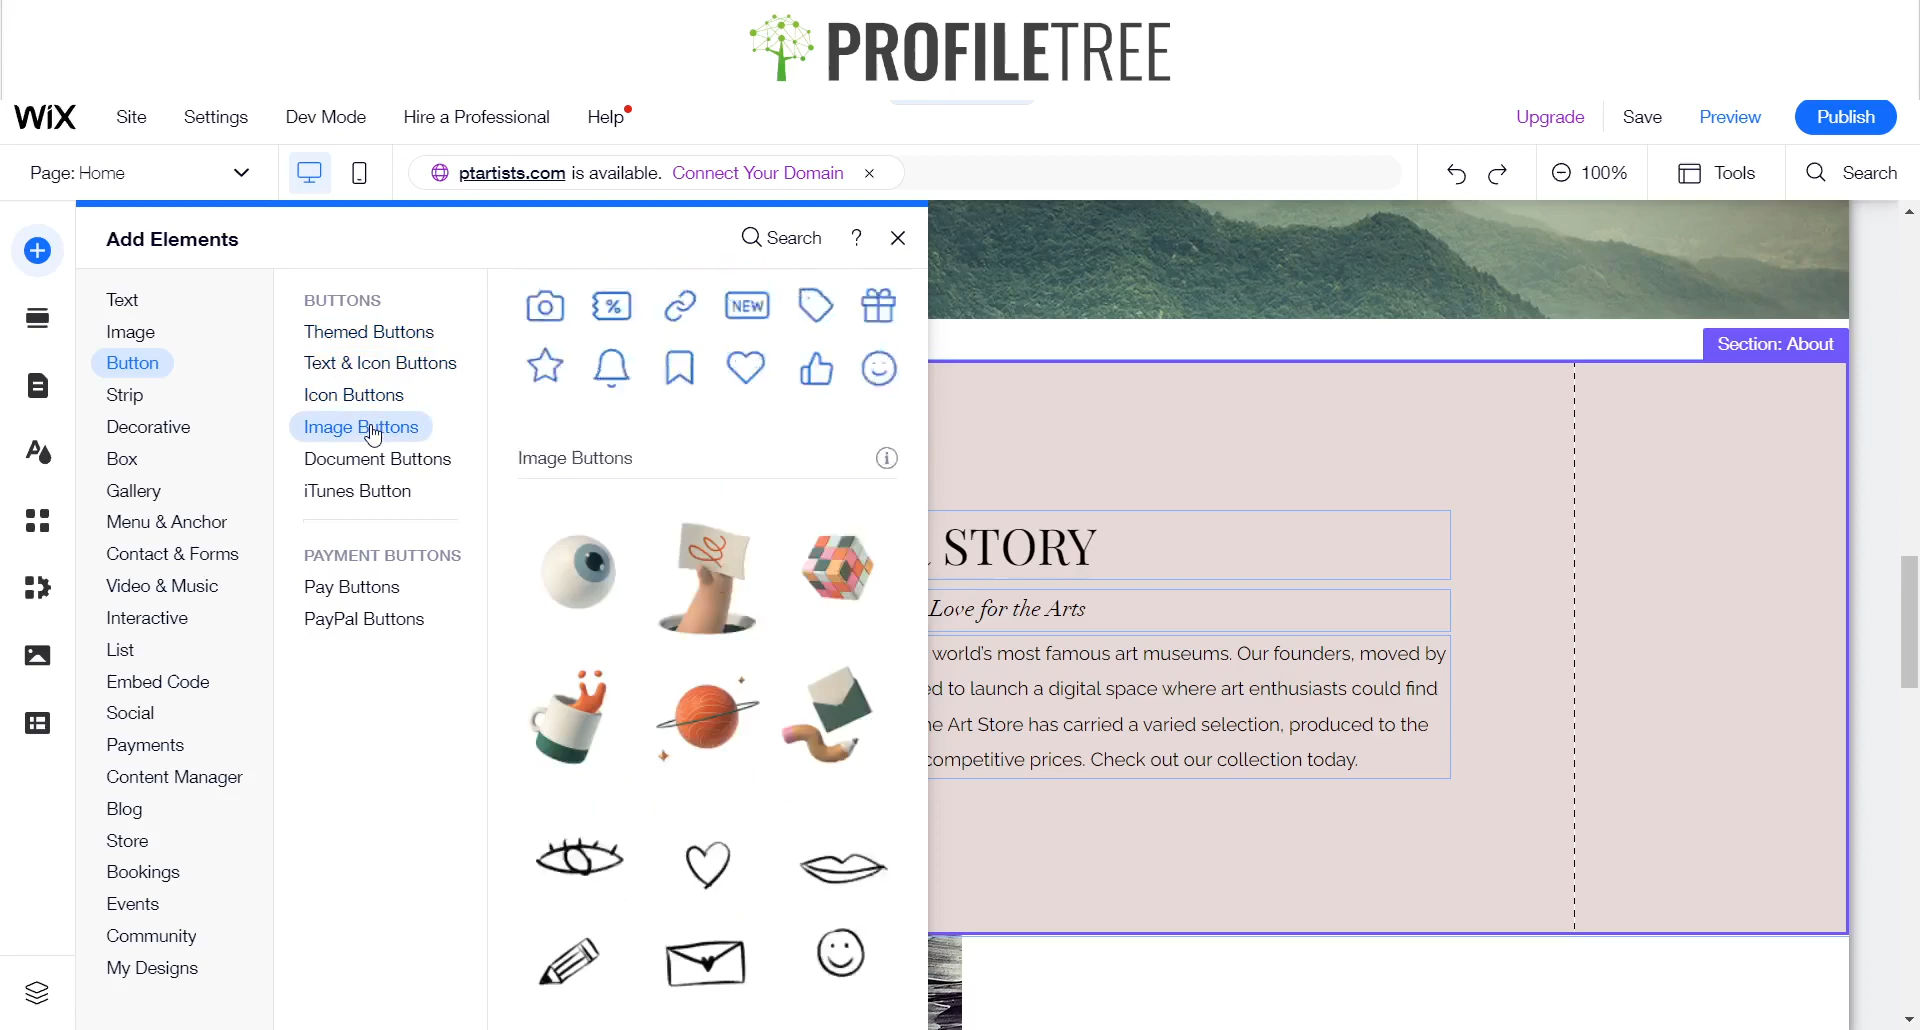 PROFILETREE
WiX Site Settings Dev Mode Hire a Professional Help Upgrade Save Preview Publish
Page: Home ptartists.com is available. Connect Your Domain × 100% Tools Search
Add Elements Search ? ×
Text
Image
Button
Strip
Decorative
Box
Gallery
Menu & Anchor
Contact & Forms
Video & Music
Interactive
List
Embed Code
Social
Payments
Content Manager
Blog
Store
Bookings
Events
Community
My Designs
BUTTONS
Themed Buttons
Text & Icon Buttons
Icon Buttons
Image Buttons
Document Buttons
iTunes Button
PAYMENT BUTTONS
Pay Buttons
PayPal Buttons
%
NEW
Image Buttons
i
Section: About
STORY
Love for the Arts
world's most famous art museums. Our founders, moved by
ed to launch a digital space where art enthusiasts could find
he Art Store has carried a varied selection, produced to the
competitive prices. Check out our collection today.